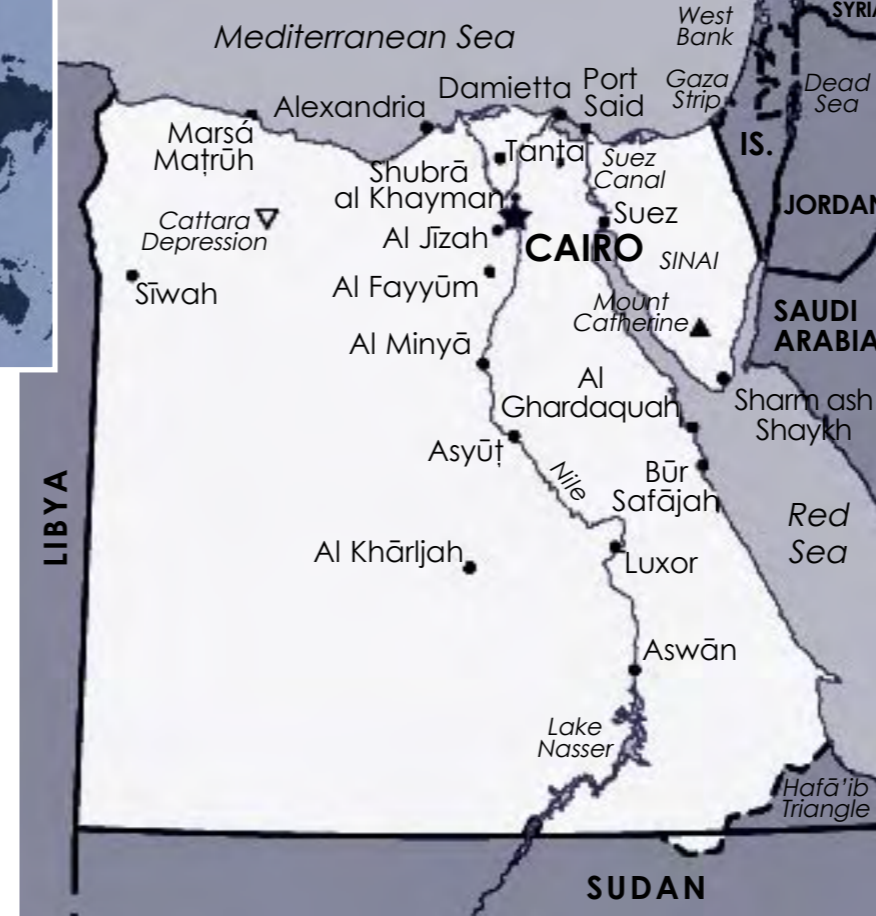 SYRIA
West
Bank
Mediterranean Sea
Gaza
Strip
Dead
Sea
Damietta
Port
Said
Alexandria
Marsá
Maṭrūḥ
IS.
Tanta
Suez
Canal
Shubrā
al Khayman
JORDAN
Cattara
Depression
Suez
Al Jīzah
CAIRO
SINAI
Sīwah
Al Fayyūm
Mount
Catherine
SAUDI
ARABIA
Al Minyā
Al
Ghardaquah
Sharm ash
Shaykh
Asyūṭ
Nile
Būr
Safājah
LIBYA
Red
Sea
Al Khārljah
Luxor
Aswān
Lake
Nasser
Hafā'ib
Triangle
SUDAN